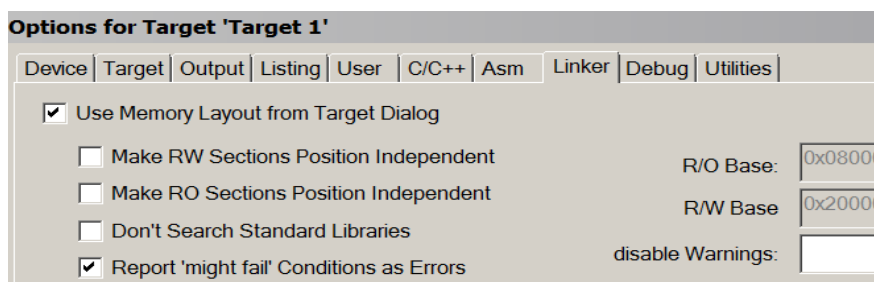 Options for Target 'Target 1'
Device Target Output Listing User C/C++ Asm Linker Debug Utilities
Use Memory Layout from Target Dialog
Make RW Sections Position Independent
R/O Base: 0x0800
Make RO Sections Position Independent
R/W Base 0x2000
Don't Search Standard Libraries
disable Warnings:
Report 'might fail' Conditions as Errors